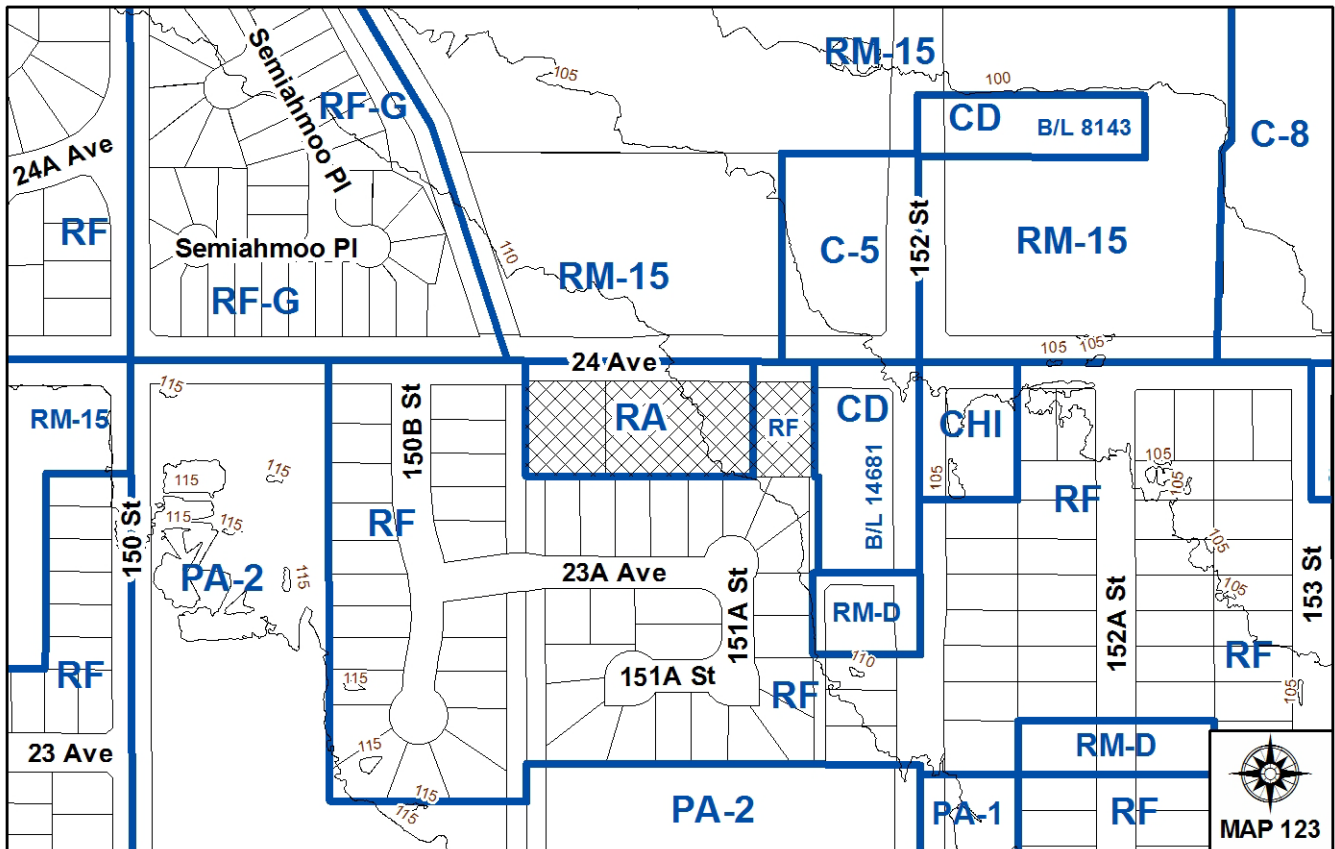 Semiahmoo Pl
RF-G
105
RM-15
100
CD
B/L 8143
C-8
24A Ave
RF
Semiahmoo Pl
RF-G
110
RM-15
C-5
152 St
RM-15
24 Ave
105
105
RM-15
115
150B St
RA
RF
CD
CHI
115
115
115
115
150 St
RF
B/L 14681
105
RF
105
105
PA-2
115
23A Ave
151A St
RM-D
152A St
105
105
153 St
RF
115
151A St
RF
110
RF
105
23 Ave
115
RM-D
115
115
PA-2
PA-1
RF
MAP 123